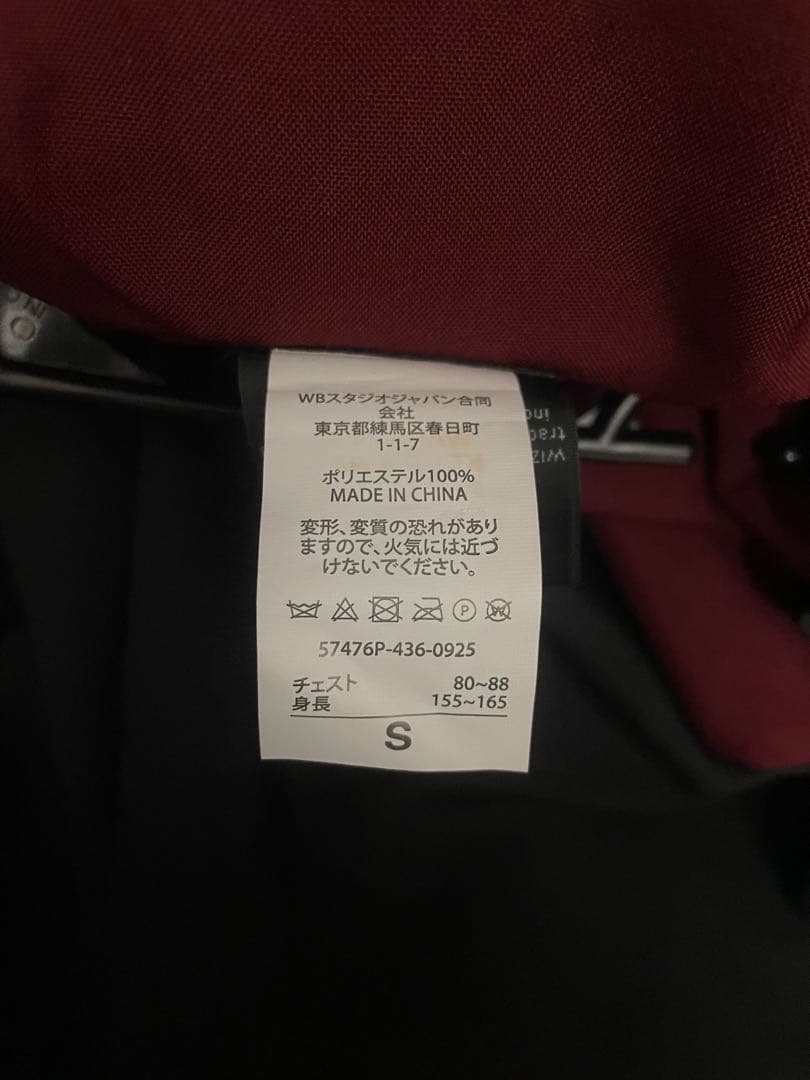 WBスタジオジャパン合同
会社
東京都練馬区春日町
1-1-7
ポリエステル100%
MADE IN CHINA
変形、変質の恐れがあり
ますので、火気には近づ
けないでください。
P
W
57476P-436-0925
チェスト 80~88
身長 155~165
S